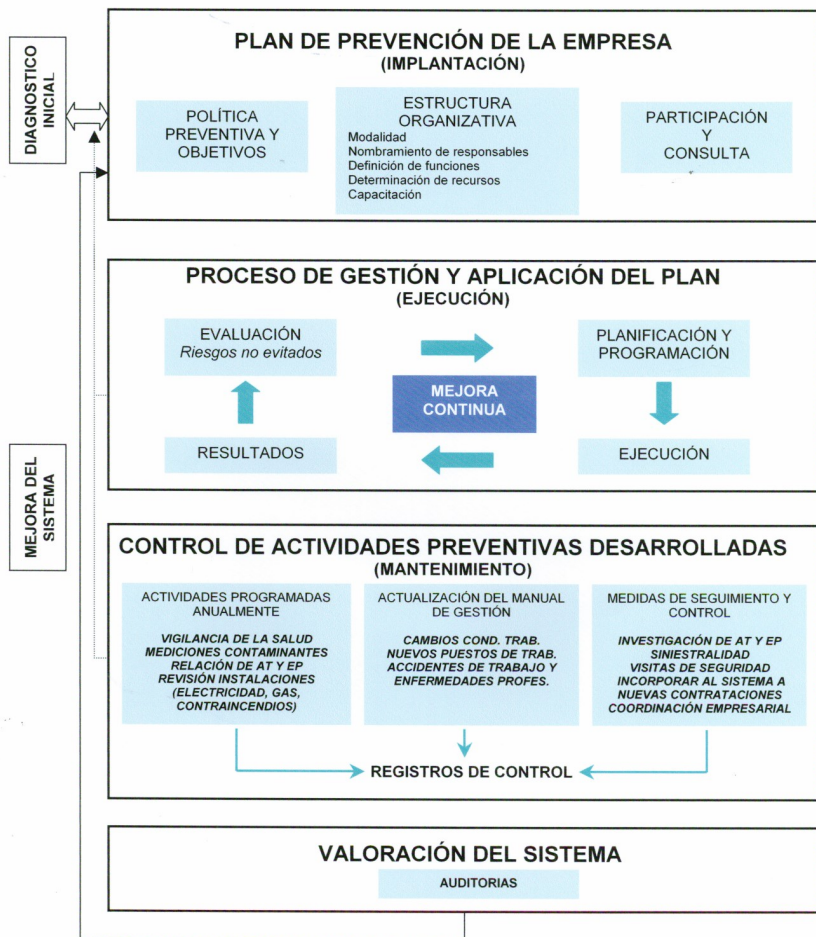 PLAN DE PREVENCIÓN DE LA EMPRESA
(IMPLANTACIÓN)
DIAGNOSTICO
INICIAL
POLÍTICA
PREVENTIVA Y
OBJETIVOS
ESTRUCTURA
ORGANIZATIVA
Modalidad
Nombramiento de responsables
Definición de funciones
Determinación de recursos
Capacitación
PARTICIPACIÓN
Y
CONSULTA
PROCESO DE GESTIÓN Y APLICACIÓN DEL PLAN
(EJECUCIÓN)
EVALUACIÓN
Riesgos no evitados
PLANIFICACIÓN Y
PROGRAMACIÓN
MEJORA
CONTINUA
RESULTADOS
EJECUCIÓN
MEJORA DEL
SISTEMA
CONTROL DE ACTIVIDADES PREVENTIVAS DESARROLLADAS
(MANTENIMIENTO)
ACTIVIDADES PROGRAMADAS
ANUALMENTE
VIGILANCIA DE LA SALUD
MEDICIONES CONTAMINANTES
RELACIÓN DE AT Y EP
REVISIÓN INSTALACIONES
(ELECTRICIDAD, GAS,
CONTRAINCENDIOS)
ACTUALIZACIÓN DEL MANUAL
DE GESTIÓN
CAMBIOS COND. TRAB.
NUEVOS PUESTOS DE TRAB.
ACCIDENTES DE TRABAJO Y
ENFERMEDADES PROFES.
MEDIDAS DE SEGUIMIENTO Y
CONTROL
INVESTIGACIÓN DE AT Y EP
SINIESTRALIDAD
VISITAS DE SEGURIDAD
INCORPORAR AL SISTEMA A
NUEVAS CONTRATACIONES
COORDINACIÓN EMPRESARIAL
REGISTROS DE CONTROL
VALORACIÓN DEL SISTEMA
AUDITORIAS